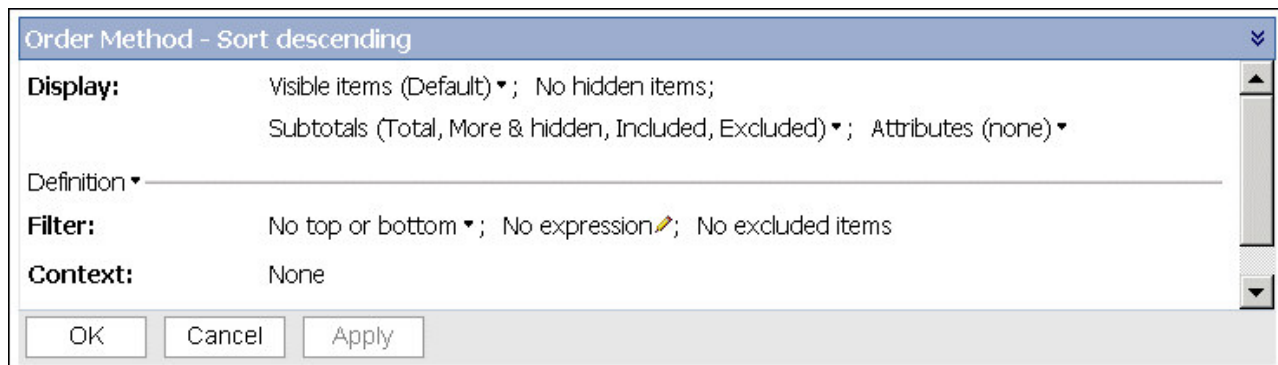 Order Method - Sort descending
Display: Visible items (Default) ; No hidden items;
Subtotals (Total, More & hidden, Included, Excluded) ; Attributes (none)
Definition
Filter: No top or bottom ; No expression ; No excluded items
Context: None
OK Cancel Apply